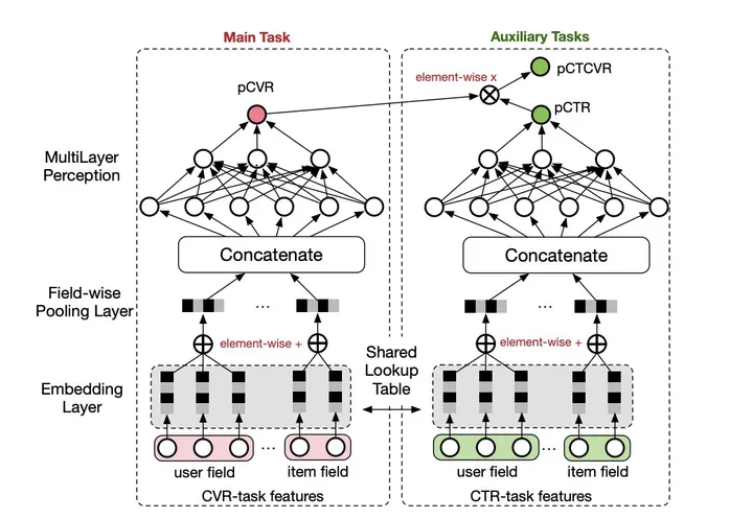 Main Task
Auxiliary Tasks
pCTCVR
element-wise x
pCVR
pCTR
MultiLayer
Perception
Concatenate
Concatenate
Field-wise
Pooling Layer
...
...
element-wise +
element-wise +
Shared
Lookup
Table
Embedding
Layer
...
...
user field
item field
user field
item field
CVR-task features
CTR-task features